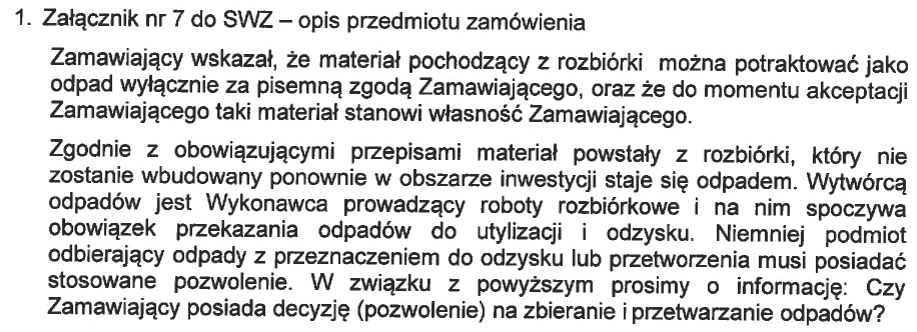 1. Załącznik nr 7 do SWZ – opis przedmiotu zamówienia
Zamawiający wskazał, że materiał pochodzący z rozbiórki można potraktować jako
odpad wyłącznie za pisemną zgodą Zamawiającego, oraz że do momentu akceptacji
Zamawiającego taki materiał stanowi własność Zamawiającego.
Zgodnie z obowiązującymi przepisami materiał powstały z rozbiórki, który nie
zostanie wbudowany ponownie w obszarze inwestycji staje się odpadem. Wytwórcą
odpadów jest Wykonawca prowadzący roboty rozbiórkowe i na nim spoczywa
obowiązek przekazania odpadów do utylizacji i odzysku. Niemniej podmiot
odbierający odpady z przeznaczeniem do odzysku lub przetworzenia musi posiadać
stosowane pozwolenie. W związku z powyższym prosimy o informację: Czy
Zamawiający posiada decyzję (pozwolenie) na zbieranie i przetwarzanie odpadów?